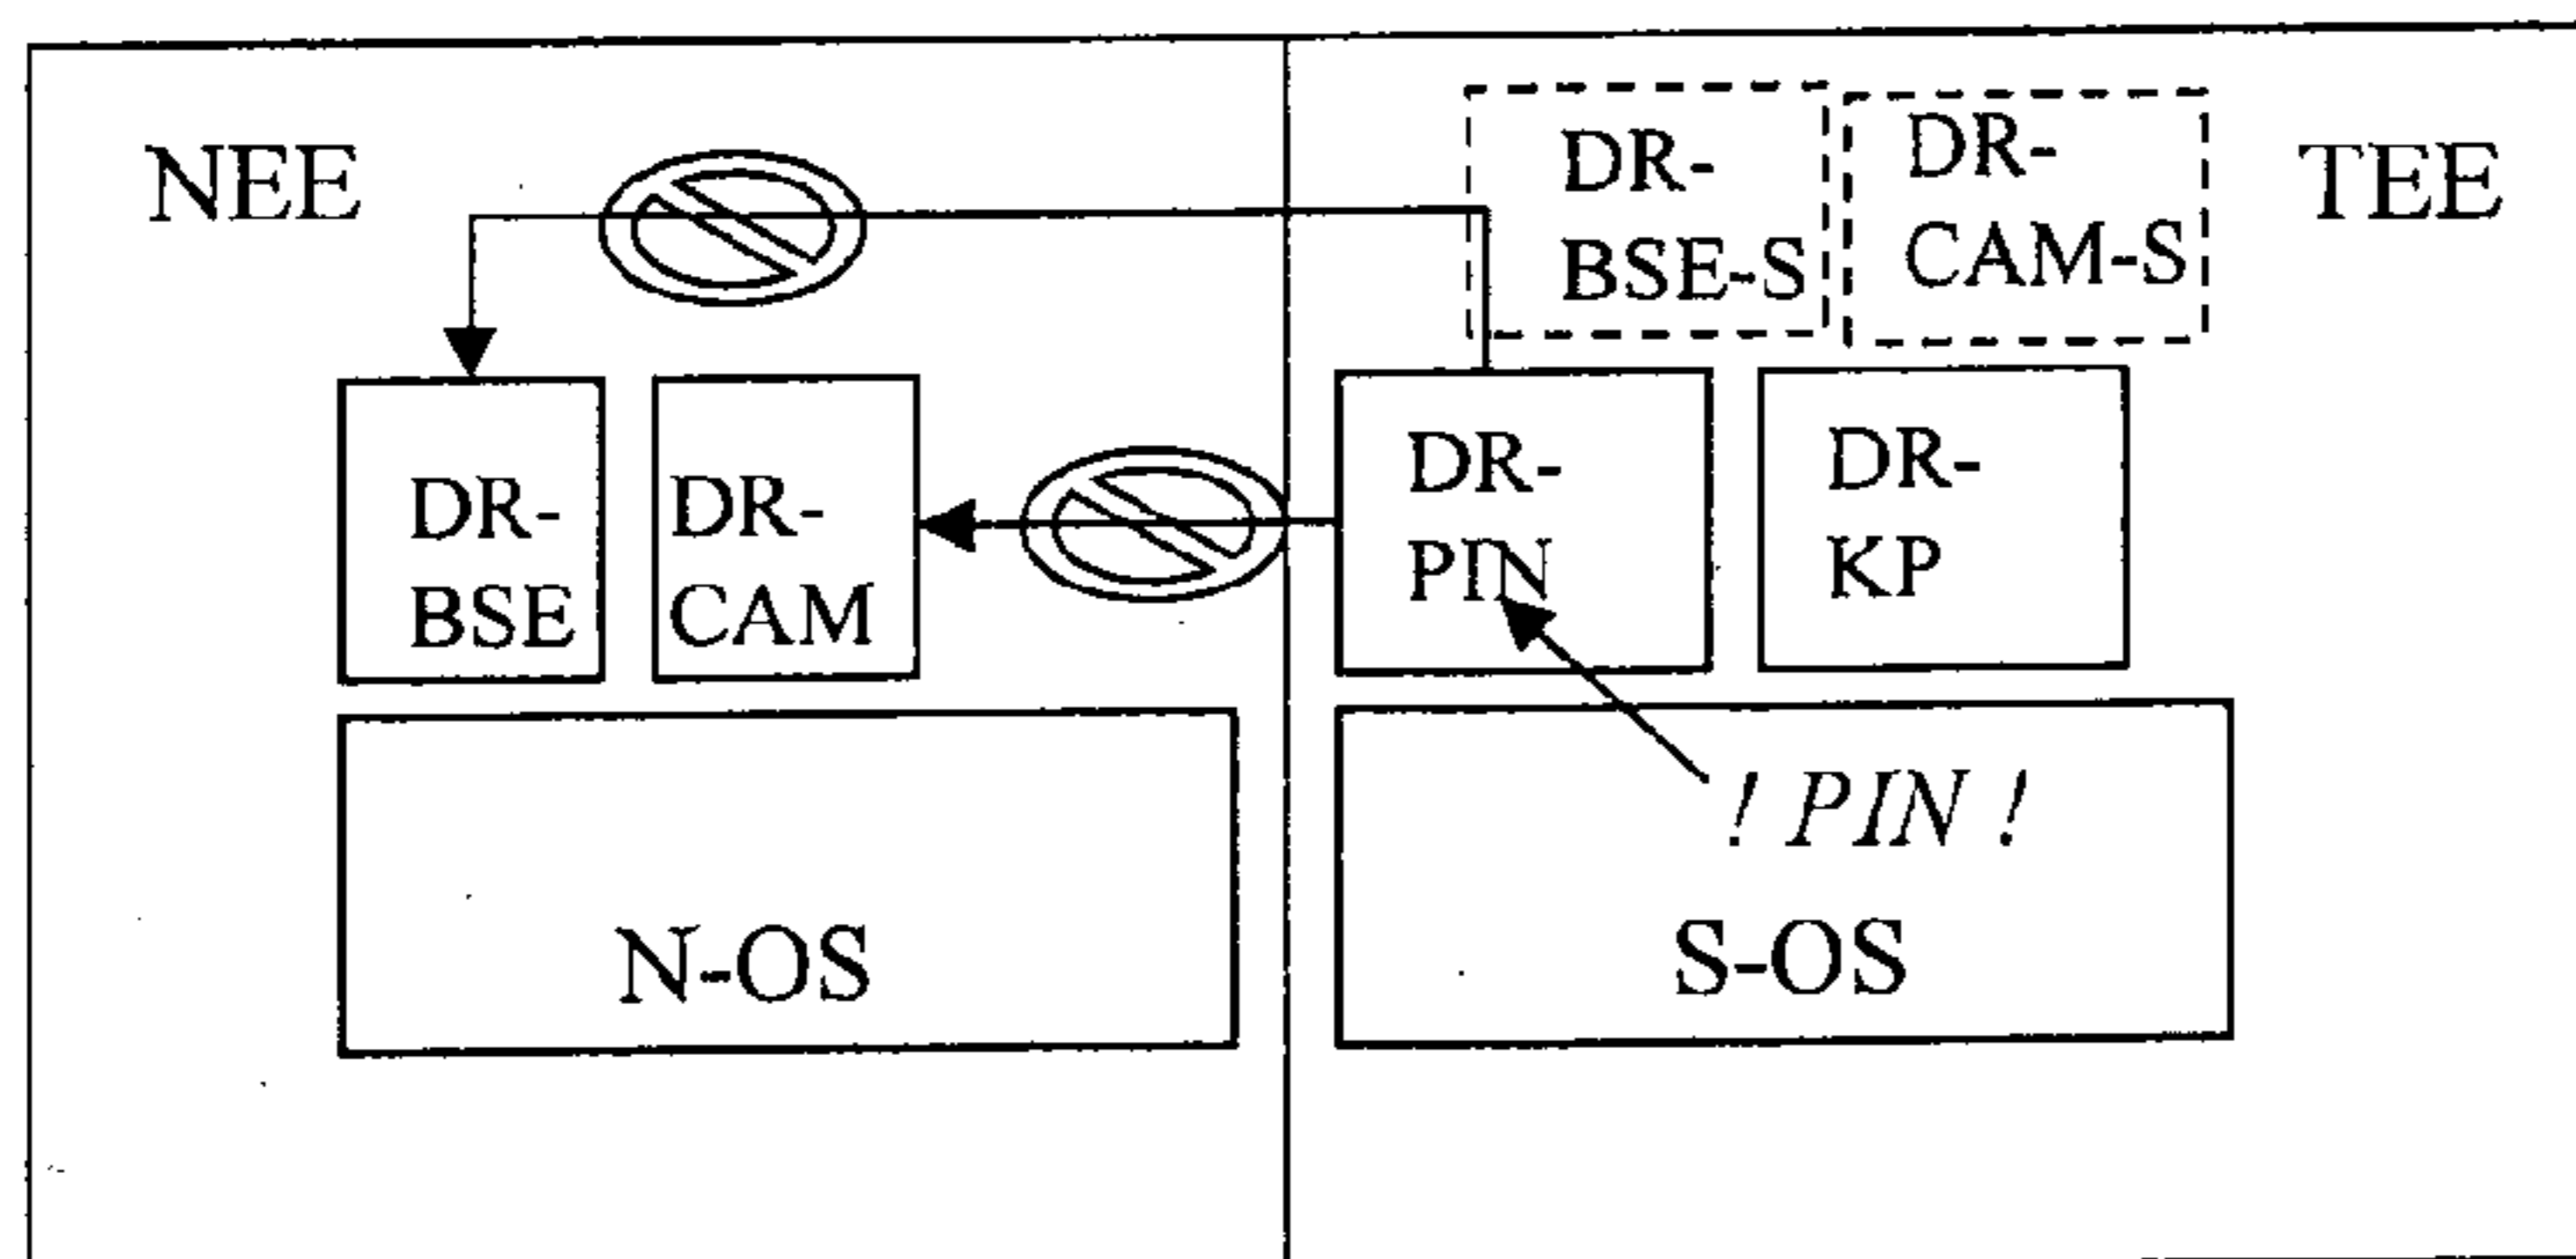 NEE
DR-
BSE-S
DR-
CAM-S
TEE
DR-
BSE
DR-
CAM
DR-
PIN
DR-
KP
! PIN !
N-OS
S-OS